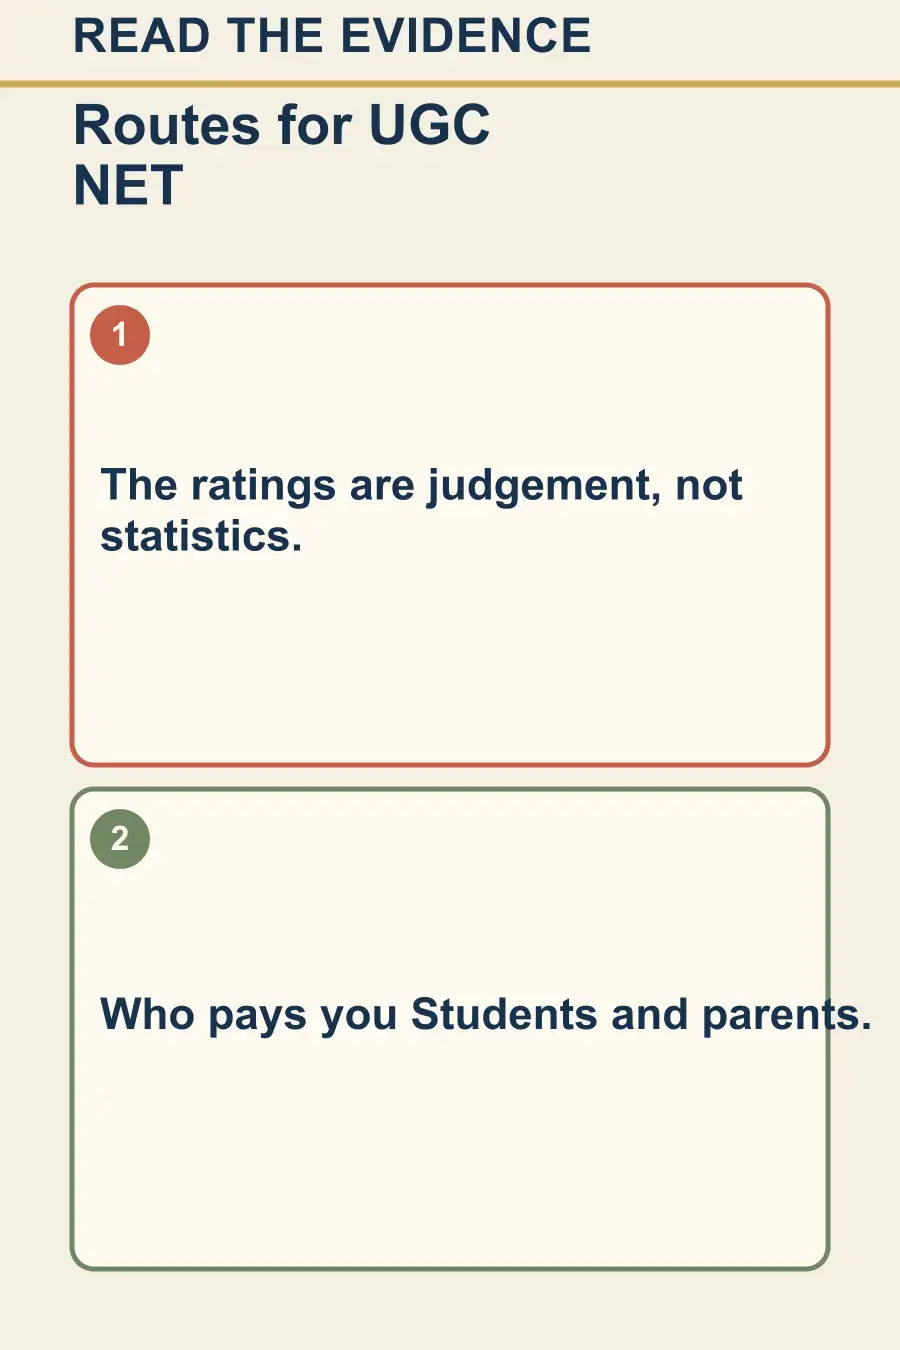 READ THE EVIDENCE
Routes for UGC
NET
1
The ratings are judgement, not
statistics.
2
Who pays you Students and parents.